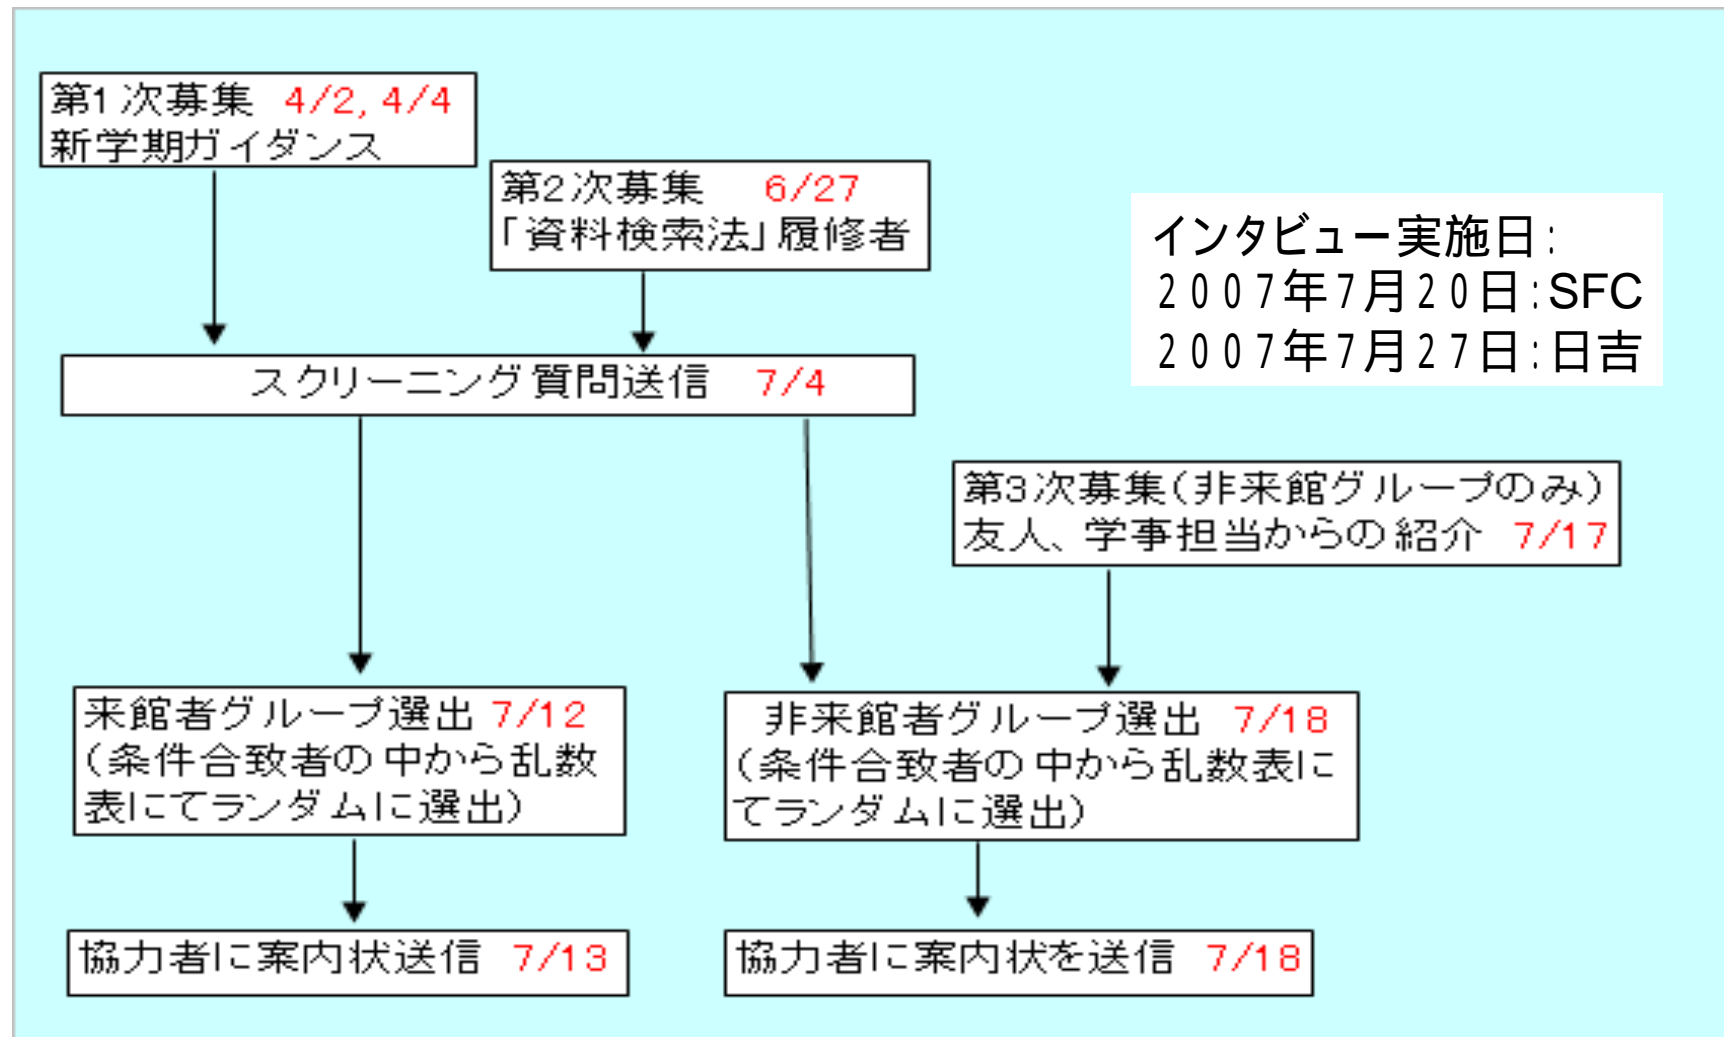 第1次募集 4/2, 4/4
新学期ガイダンス
第2次募集 6/27
「資料検索法」履修者
インタビュー実施日:
2007年7月20日:SFC
2007年7月27日:日吉
スクリーニング質問送信 7/4
第3次募集(非来館グループのみ)
友人、学事担当からの紹介 7/17
来館者グループ選出 7/12
(条件合致者の中から乱数
表にてランダムに選出)
非来館者グループ選出 7/18
(条件合致者の中から乱数表に
てランダムに選出)
協力者に案内状送信 7/13
協力者に案内状を送信 7/18